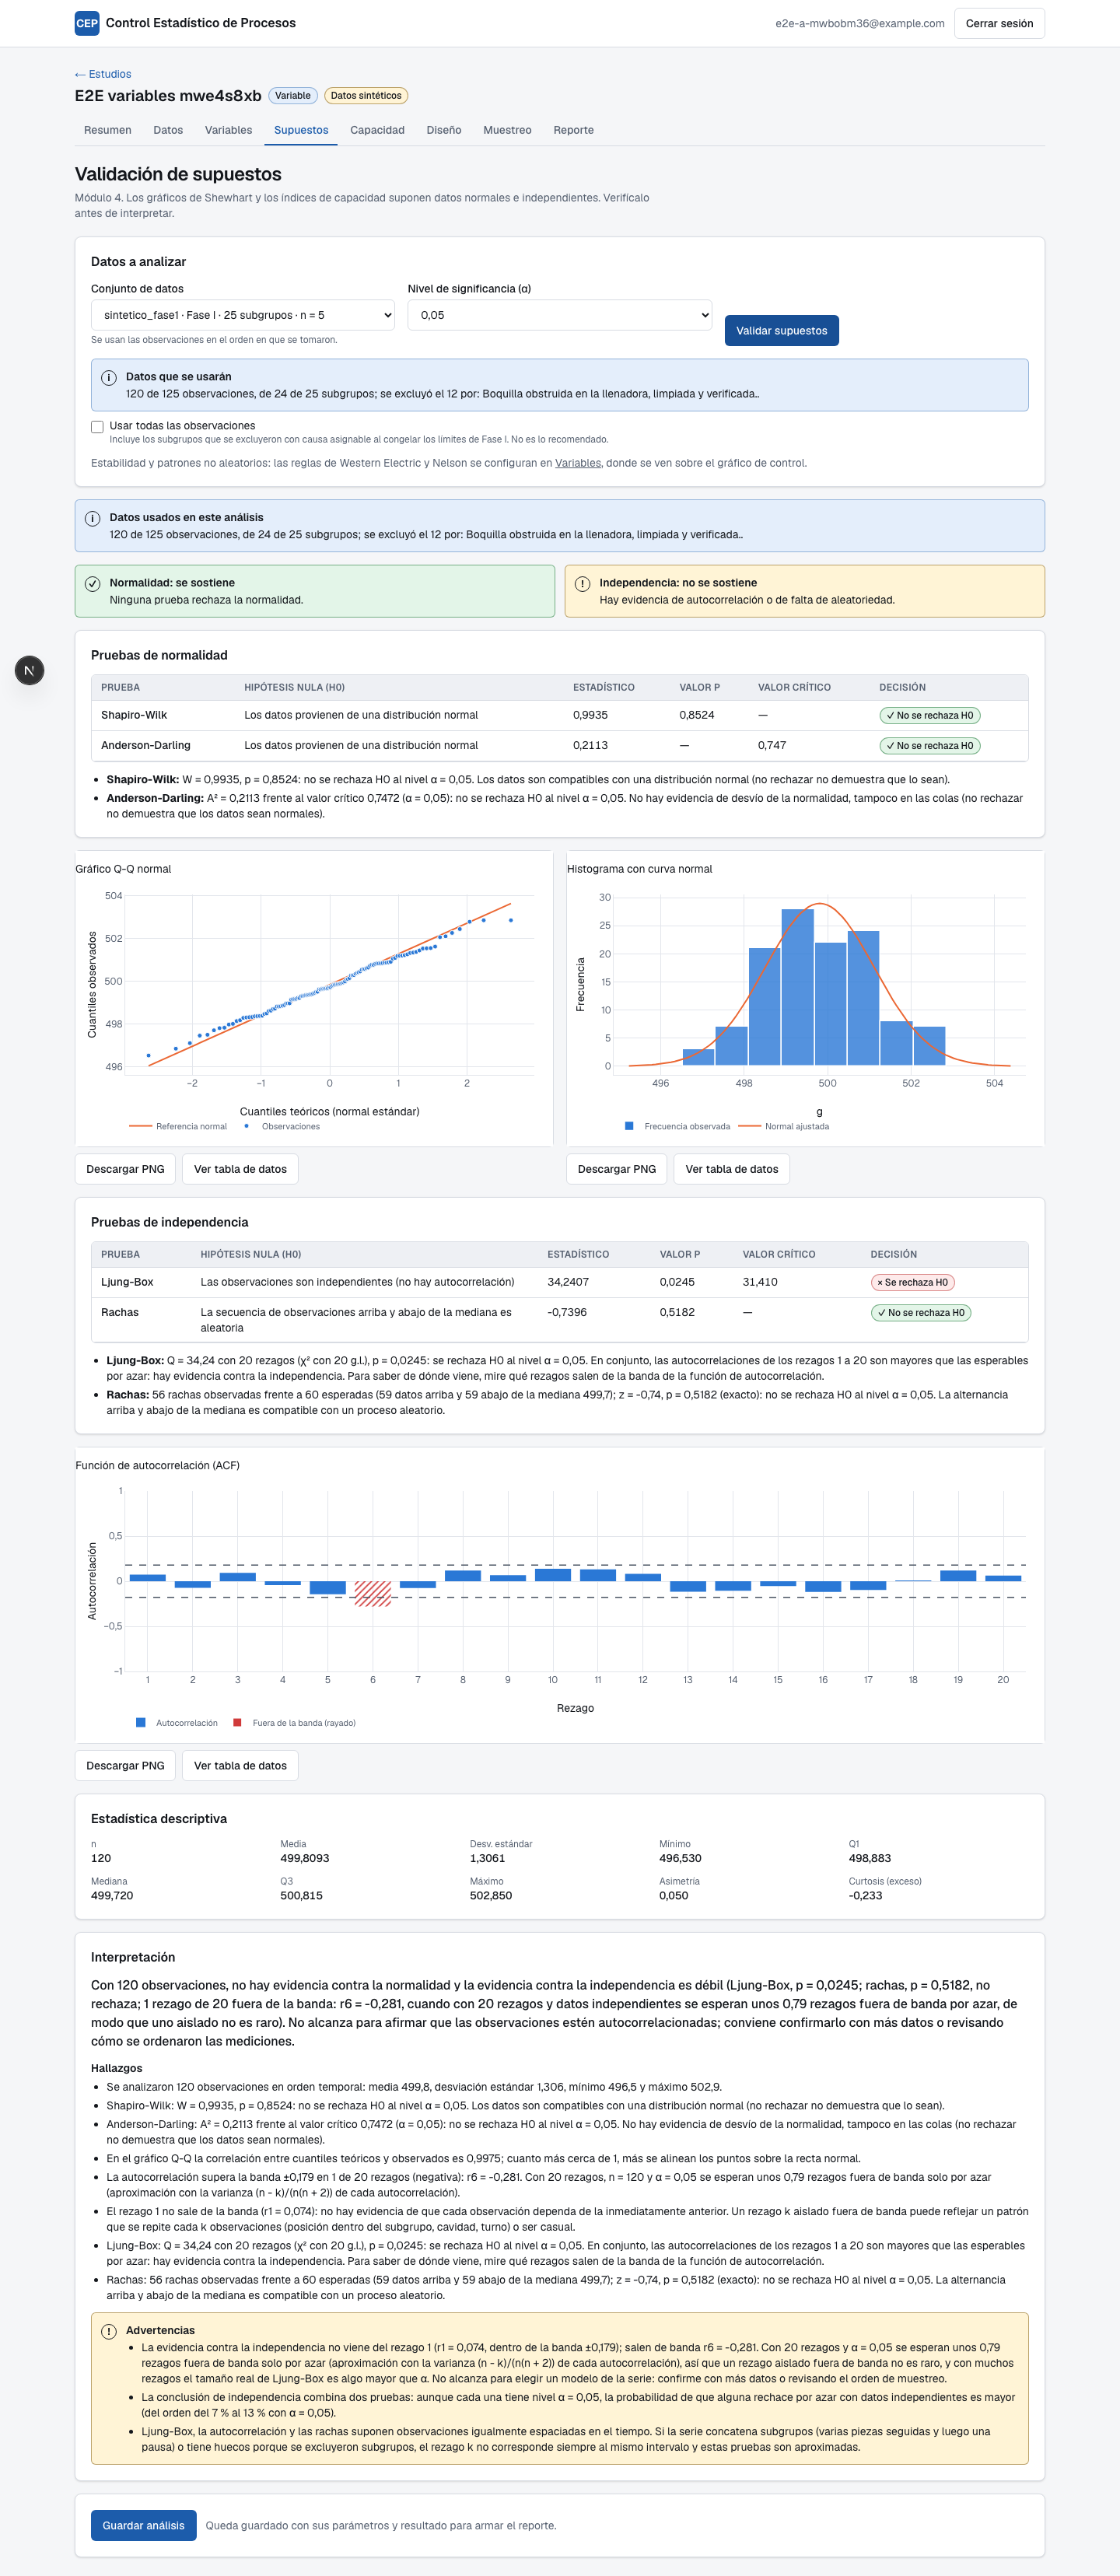 CEP Control Estadístico de Procesos
e2e-a-mwbobm36@example.com
Cerrar sesión
← Estudios
E2E variables mwe4s8xb
Variable
Datos sintéticos
Resumen
Datos
Variables
Supuestos
Capacidad
Diseño
Muestreo
Reporte
Validación de supuestos
Módulo 4. Los gráficos de Shewhart y los índices de capacidad suponen datos normales e independientes. Verifícalo
antes de interpretar.
Datos a analizar
Conjunto de datos
sintetico_fase1 · Fase I · 25 subgrupos · n = 5
Se usan las observaciones en el orden en que se tomaron.
Nivel de significancia (α)
0,05
Validar supuestos
Datos que se usarán
120 de 125 observaciones, de 24 de 25 subgrupos; se excluyó el 12 por: Boquilla obstruida en la llenadora, limpiada y verificada..
Usar todas las observaciones
Incluye los subgrupos que se excluyeron con causa asignable al congelar los límites de Fase I. No es lo recomendado.
Estabilidad y patrones no aleatorios: las reglas de Western Electric y Nelson se configuran en Variables, donde se ven sobre el gráfico de control.
Datos usados en este análisis
120 de 125 observaciones, de 24 de 25 subgrupos; se excluyó el 12 por: Boquilla obstruida en la llenadora, limpiada y verificada..
Normalidad: se sostiene
Ninguna prueba rechaza la normalidad.
Independencia: no se sostiene
Hay evidencia de autocorrelación o de falta de aleatoriedad.
Pruebas de normalidad
PRUEBA HIPÓTESIS NULA (H0) ESTADÍSTICO VALOR P VALOR CRÍTICO DECISIÓN
Shapiro-Wilk Los datos provienen de una distribución normal 0,9935 0,8524 — ✓ No se rechaza H0
Anderson-Darling Los datos provienen de una distribución normal 0,2113 — 0,747 ✓ No se rechaza H0
• Shapiro-Wilk: W = 0,9935, p = 0,8524: no se rechaza H0 al nivel α = 0,05. Los datos son compatibles con una distribución normal (no rechazar no demuestra que lo sean).
• Anderson-Darling: A² = 0,2113 frente al valor crítico 0,7472 (α = 0,05): no se rechaza H0 al nivel α = 0,05. No hay evidencia de desvío de la normalidad, tampoco en las colas (no rechazar
no demuestra que los datos sean normales).
Gráfico Q-Q normal
Cuantiles observados
504
502
500
498
496
−2 −1 0 1 2
Cuantiles teóricos (normal estándar)
Referencia normal Observaciones
Descargar PNG
Ver tabla de datos
Histograma con curva normal
Frecuencia
30
25
20
15
10
5
0
496 498 500 502 504
g
Frecuencia observada Normal ajustada
Descargar PNG
Ver tabla de datos
Pruebas de independencia
PRUEBA HIPÓTESIS NULA (H0) ESTADÍSTICO VALOR P VALOR CRÍTICO DECISIÓN
Ljung-Box Las observaciones son independientes (no hay autocorrelación) 34,2407 0,0245 31,410 × Se rechaza H0
Rachas La secuencia de observaciones arriba y abajo de la mediana es
aleatoria -0,7396 0,5182 — ✓ No se rechaza H0
• Ljung-Box: Q = 34,24 con 20 rezagos (χ² con 20 g.l.), p = 0,0245: se rechaza H0 al nivel α = 0,05. En conjunto, las autocorrelaciones de los rezagos 1 a 20 son mayores que las esperables
por azar: hay evidencia contra la independencia. Para saber de dónde viene, mire qué rezagos salen de la banda de la función de autocorrelación.
• Rachas: 56 rachas observadas frente a 60 esperadas (59 datos arriba y 59 abajo de la mediana 499,7); z = -0,74, p = 0,5182 (exacto): no se rechaza H0 al nivel α = 0,05. La alternancia
arriba y abajo de la mediana es compatible con un proceso aleatorio.
Función de autocorrelación (ACF)
Autocorrelación
1
0,5
0
−0,5
−1
1 2 3 4 5 6 7 8 9 10 11 12 13 14 15 16 17 18 19 20
Rezago
Autocorrelación Fuera de la banda (rayado)
Descargar PNG
Ver tabla de datos
Estadística descriptiva
n Media Desv. estándar Mínimo Q1
120 499,8093 1,3061 496,530 498,883
Mediana Q3 Máximo Asimetría Curtosis (exceso)
499,720 500,815 502,850 0,050 -0,233
Interpretación
Con 120 observaciones, no hay evidencia contra la normalidad y la evidencia contra la independencia es débil (Ljung-Box, p = 0,0245; rachas, p = 0,5182, no
rechaza; 1 rezago de 20 fuera de la banda: r6 = -0,281, cuando con 20 rezagos y datos independientes se esperan unos 0,79 rezagos fuera de banda por azar, de
modo que uno aislado no es raro). No alcanza para afirmar que las observaciones estén autocorrelacionadas; conviene confirmarlo con más datos o revisando
cómo se ordenaron las mediciones.
Hallazgos
• Se analizaron 120 observaciones en orden temporal: media 499,8, desviación estándar 1,306, mínimo 496,5 y máximo 502,9.
• Shapiro-Wilk: W = 0,9935, p = 0,8524: no se rechaza H0 al nivel α = 0,05. Los datos son compatibles con una distribución normal (no rechazar no demuestra que lo sean).
• Anderson-Darling: A² = 0,2113 frente al valor crítico 0,7472 (α = 0,05): no se rechaza H0 al nivel α = 0,05. No hay evidencia de desvío de la normalidad, tampoco en las colas (no rechazar
no demuestra que los datos sean normales).
• En el gráfico Q-Q la correlación entre cuantiles teóricos y observados es 0,9975; cuanto más cerca de 1, más se alinean los puntos sobre la recta normal.
• La autocorrelación supera la banda ±0,179 en 1 de 20 rezagos (negativa): r6 = -0,281. Con 20 rezagos, n = 120 y α = 0,05 se esperan unos 0,79 rezagos fuera de banda solo por azar
(aproximación con la varianza (n - k)/(n(n + 2)) de cada autocorrelación).
• El rezago 1 no sale de la banda (r1 = 0,074): no hay evidencia de que cada observación dependa de la inmediatamente anterior. Un rezago k aislado fuera de banda puede reflejar un patrón
que se repite cada k observaciones (posición dentro del subgrupo, cavidad, turno) o ser casual.
• Ljung-Box: Q = 34,24 con 20 rezagos (χ² con 20 g.l.), p = 0,0245: se rechaza H0 al nivel α = 0,05. En conjunto, las autocorrelaciones de los rezagos 1 a 20 son mayores que las esperables
por azar: hay evidencia contra la independencia. Para saber de dónde viene, mire qué rezagos salen de la banda de la función de autocorrelación.
• Rachas: 56 rachas observadas frente a 60 esperadas (59 datos arriba y 59 abajo de la mediana 499,7); z = -0,74, p = 0,5182 (exacto): no se rechaza H0 al nivel α = 0,05. La alternancia
arriba y abajo de la mediana es compatible con un proceso aleatorio.
Advertencias
• La evidencia contra la independencia no viene del rezago 1 (r1 = 0,074, dentro de la banda ±0,179); salen de banda r6 = -0,281. Con 20 rezagos y α = 0,05 se esperan unos 0,79
rezagos fuera de banda solo por azar (aproximación con la varianza (n - k)/(n(n + 2)) de cada autocorrelación), así que un rezago aislado fuera de banda no es raro, y con muchos
rezagos el tamaño real de Ljung-Box es algo mayor que α. No alcanza para elegir un modelo de la serie: confirme con más datos o revisando el orden de muestreo.
• La conclusión de independencia combina dos pruebas: aunque cada una tiene nivel α = 0,05, la probabilidad de que alguna rechace por azar con datos independientes es mayor
(del orden del 7 % al 13 % con α = 0,05).
• Ljung-Box, la autocorrelación y las rachas suponen observaciones igualmente espaciadas en el tiempo. Si la serie concatena subgrupos (varias piezas seguidas y luego una
pausa) o tiene huecos porque se excluyeron subgrupos, el rezago k no corresponde siempre al mismo intervalo y estas pruebas son aproximadas.
Guardar análisis
Queda guardado con sus parámetros y resultado para armar el reporte.